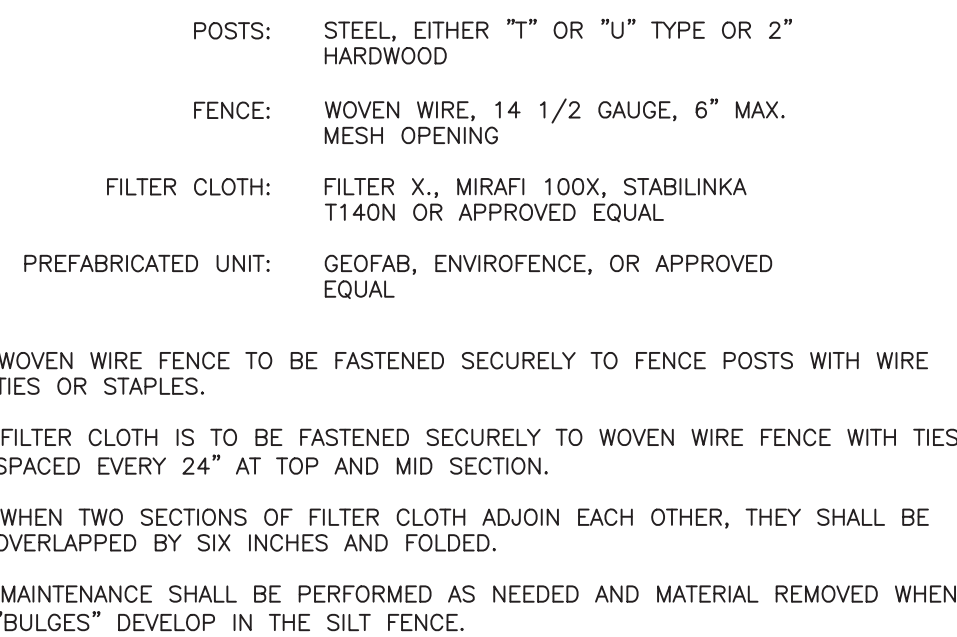 POSTS: STEEL, EITHER "T" OR "U" TYPE OR 2"
HARDWOOD
FENCE: WOVEN WIRE, 14 1/2 GAUGE, 6" MAX.
MESH OPENING
FILTER CLOTH: FILTER X., MIRAFI 100X, STABILINKA
T140N OR APPROVED EQUAL
PREFABRICATED UNIT: GEOFAB, ENVIROFENCE, OR APPROVED
EQUAL
WOVEN WIRE FENCE TO BE FASTENED SECURELY TO FENCE POSTS WITH WIRE
TIES OR STAPLES.
FILTER CLOTH IS TO BE FASTENED SECURELY TO WOVEN WIRE FENCE WITH TIES
SPACED EVERY 24" AT TOP AND MID SECTION.
WHEN TWO SECTIONS OF FILTER CLOTH ADJOIN EACH OTHER, THEY SHALL BE
OVERLAPPED BY SIX INCHES AND FOLDED.
MAINTENANCE SHALL BE PERFORMED AS NEEDED AND MATERIAL REMOVED WHEN
"BULGES" DEVELOP IN THE SILT FENCE.